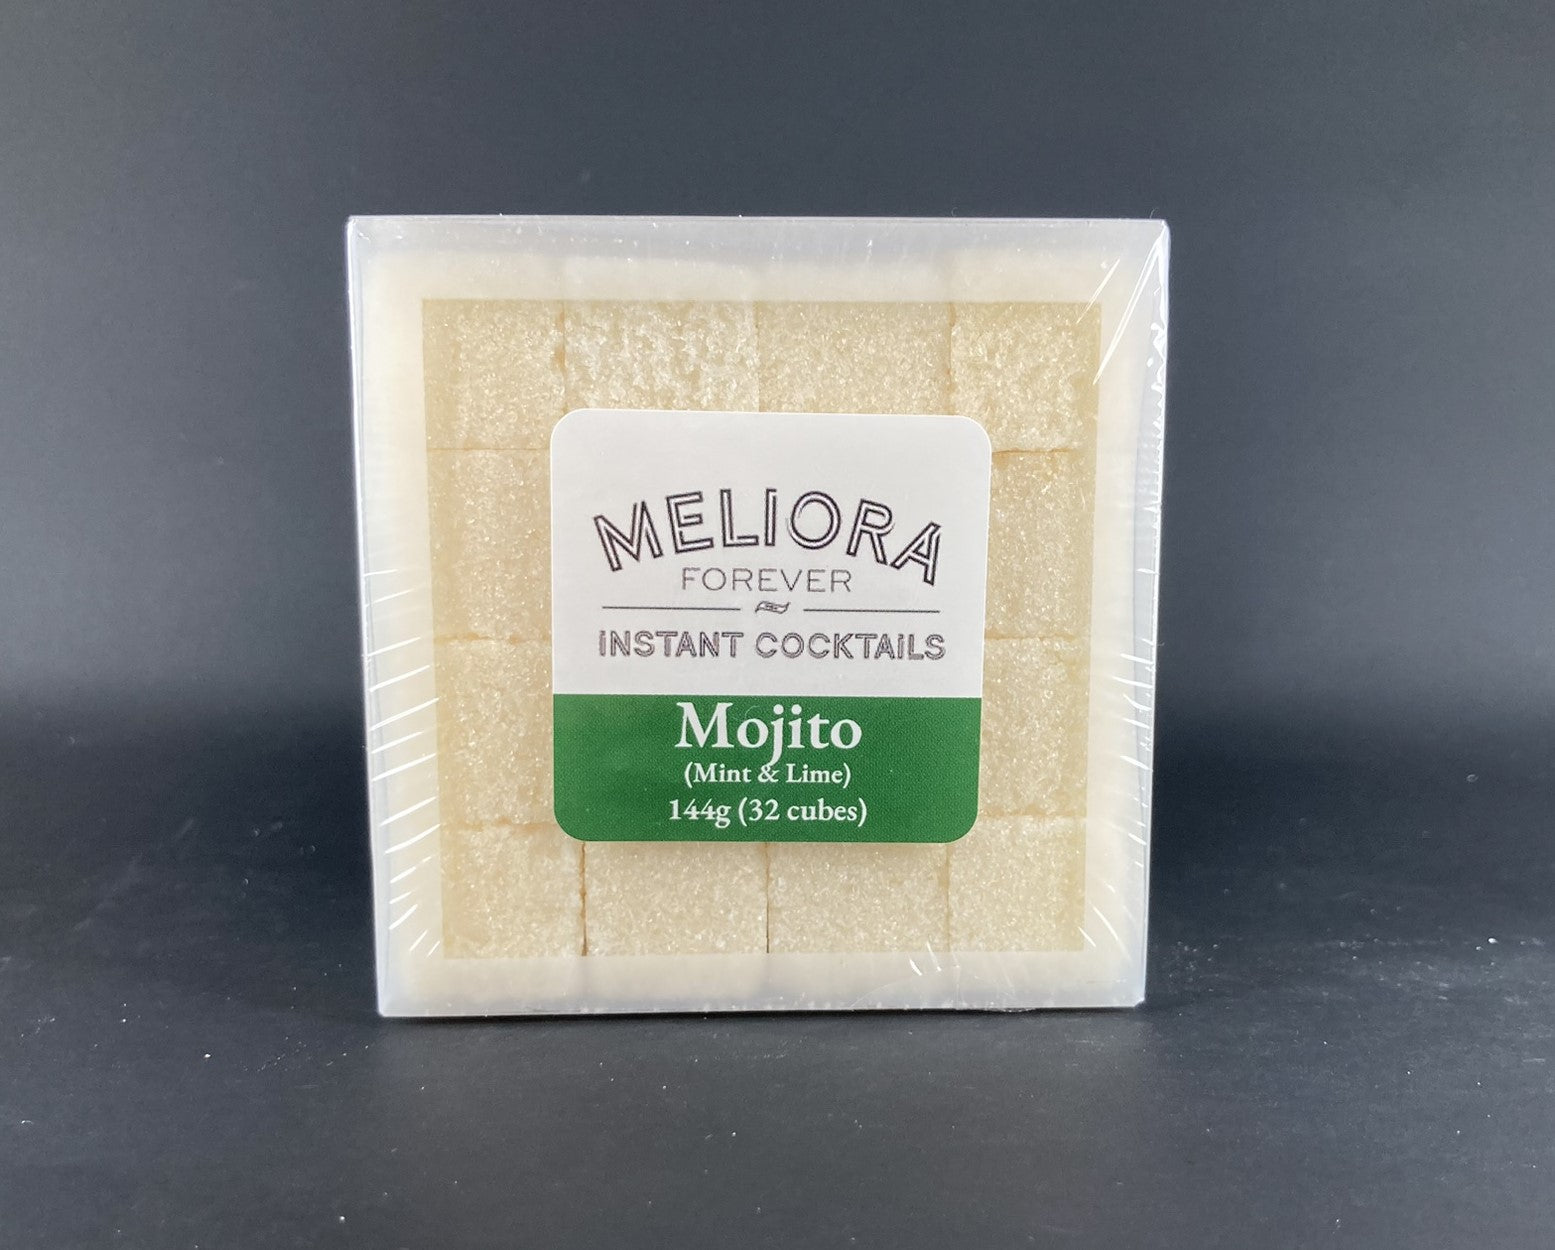 MELIORA
FOREVER
INSTANT COCKTAILS
Mojito
(Mint & Lime)
144g (32 cubes)